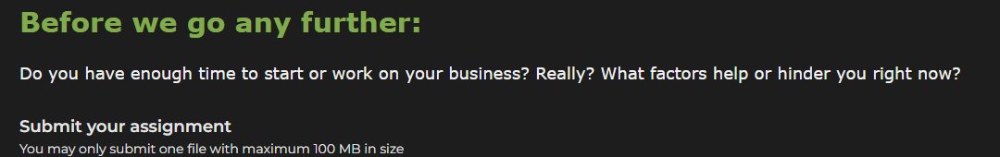 Before we go any further:
Do you have enough time to start or work on your business? Really? What factors help or hinder you right now?
Submit your assignment
You may only submit one file with maximum 100 MB in size